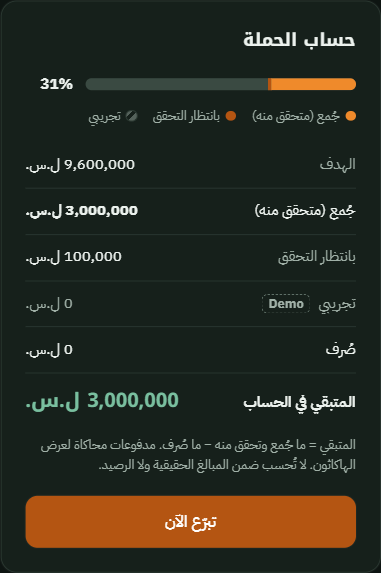 حساب الحملة
31%
جُمع (متحقق منه) بانتظار التحقق تجريبي
الهدف 9,600,000 ل.س.
جُمع (متحقق منه) 3,000,000 ل.س.
بانتظار التحقق 100,000 ل.س.
تجريبي Demo 0 ل.س.
صُرف 0 ل.س.
المتبقي في الحساب 3,000,000 ل.س.
المتبقي = ما جُمع وتحقق منه − ما صُرف. مدفوعات محاكاة لعرض
الهاكاثون. لا تُحسب ضمن المبالغ الحقيقية ولا الرصيد.
تبرّع الآن